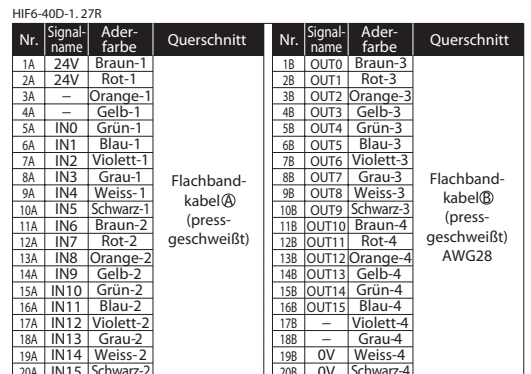 HIF6-40D-1.27R
Nr. Signal-name Ader-farbe Querschnitt Nr. Signal-name Ader-farbe Querschnitt
1A 24V Braun-1 1B OUT0 Braun-3
2A 24V Rot-1 2B OUT1 Rot-3
3A – Orange-1 3B OUT2 Orange-3
4A – Gelb-1 4B OUT3 Gelb-3
5A IN0 Grün-1 5B OUT4 Grün-3
6A IN1 Blau-1 6B OUT5 Blau-3
7A IN2 Violett-1 7B OUT6 Violett-3
8A IN3 Grau-1 Flachband- 8B OUT7 Grau-3 Flachband-
9A IN4 Weiss-1 kabelⒶ 9B OUT8 Weiss-3 kabelⒷ
10A IN5 Schwarz-1 (press- 10B OUT9 Schwarz-3 (press-
11A IN6 Braun-2 geschweißt) 11B OUT10 Braun-4 geschweißt)
12A IN7 Rot-2 12B OUT11 Rot-4 AWG28
13A IN8 Orange-2 13B OUT12 Orange-4
14A IN9 Gelb-2 14B OUT13 Gelb-4
15A IN10 Grün-2 15B OUT14 Grün-4
16A IN11 Blau-2 16B OUT15 Blau-4
17A IN12 Violett-2 17B – Violett-4
18A IN13 Grau-2 18B – Grau-4
19A IN14 Weiss-2 19B 0V Weiss-4
20A IN15 Schwarz-2 20B 0V Schwarz-4